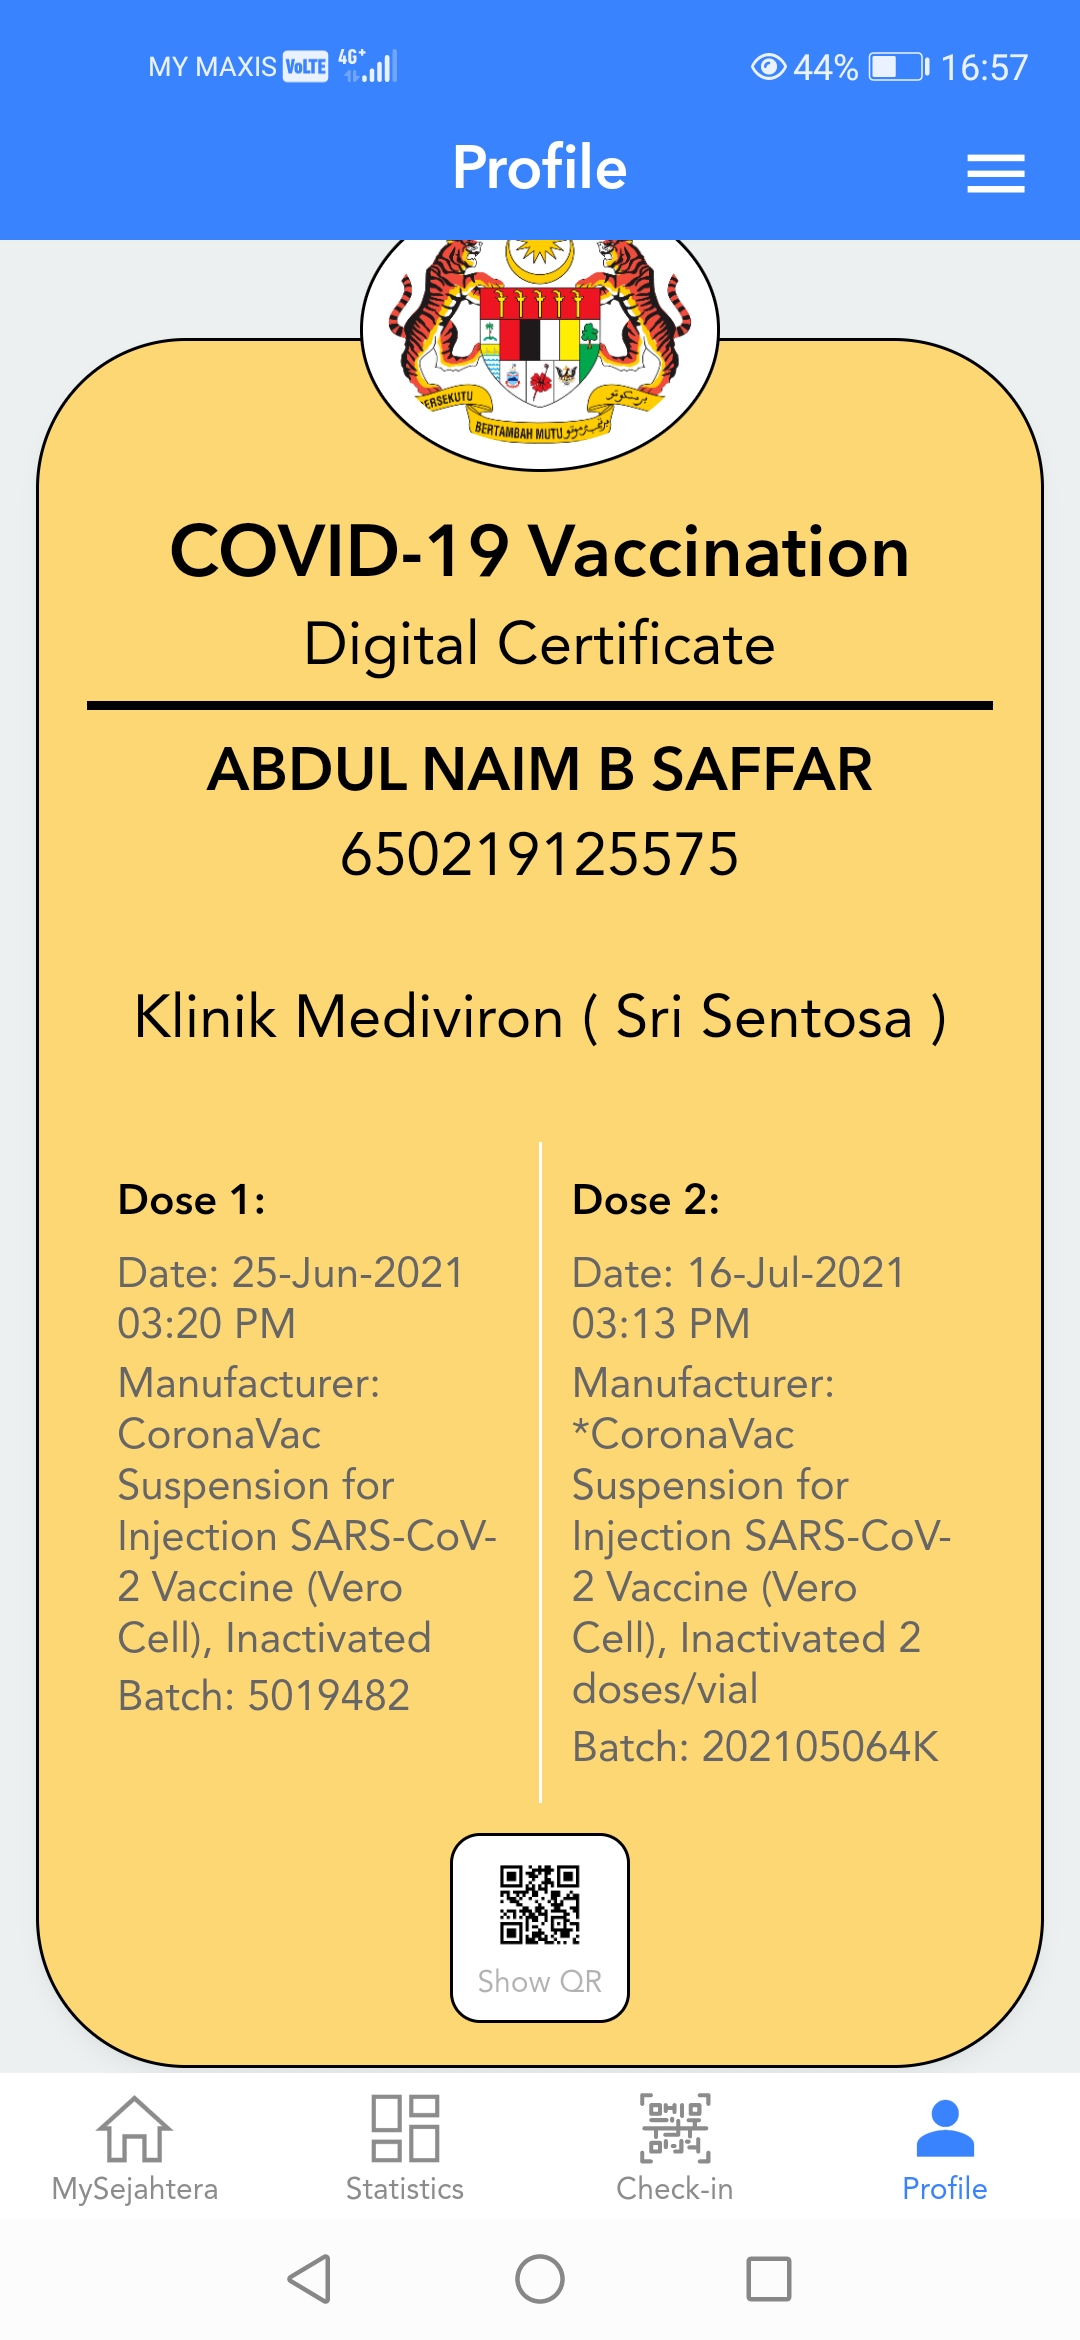 MY MAXIS VoLTE 4G+ 44% 16:57
Profile
ERSEKUTU
BERTAMBAH MUTU
COVID-19 Vaccination
Digital Certificate
ABDUL NAIM B SAFFAR
650219125575
Klinik Mediviron ( Sri Sentosa )
Dose 1:
Date: 25-Jun-2021
03:20 PM
Manufacturer:
CoronaVac
Suspension for
Injection SARS-CoV-
2 Vaccine (Vero
Cell), Inactivated
Batch: 5019482
Dose 2:
Date: 16-Jul-2021
03:13 PM
Manufacturer:
*CoronaVac
Suspension for
Injection SARS-CoV-
2 Vaccine (Vero
Cell), Inactivated 2
doses/vial
Batch: 202105064K
Show QR
MySejahtera
Statistics
Check-in
Profile